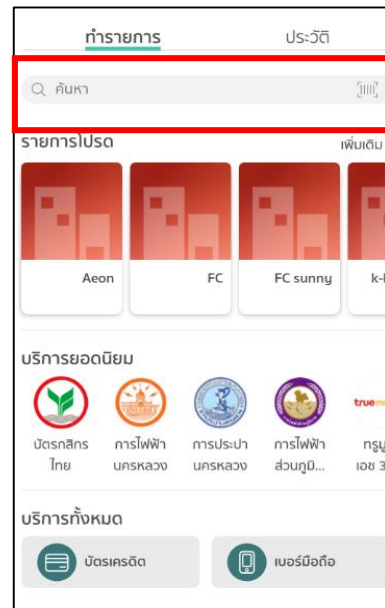 ทำรายการ ประวัติ
ค้นหา
รายการโปรด เพิ่มเติม
Aeon FC FC sunny
บริการยอดนิยม
บัตรกสิกร การไฟฟ้า การประปา การไฟฟ้า
ไทย นครหลวง นครหลวง ส่วนภูมิ...
บริการทั้งหมด
บัตรเครดิต เบอร์มือถือ